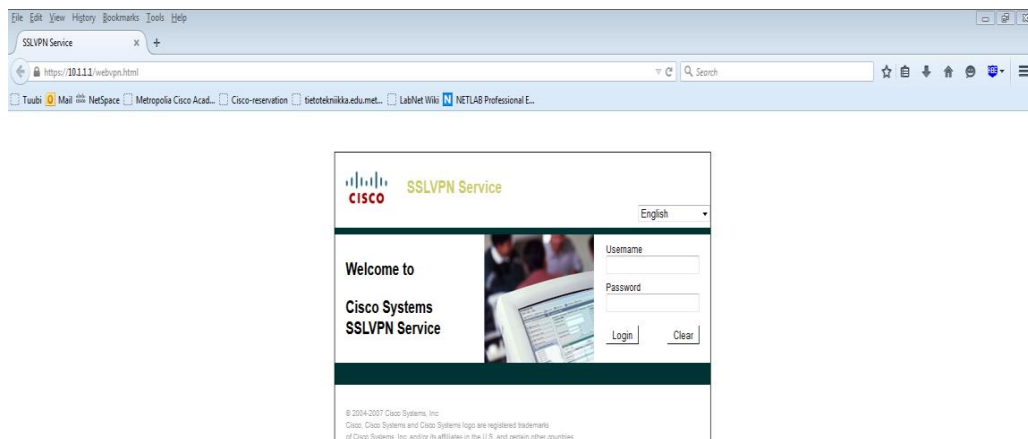 File Edit View History Bookmarks Tools Help
SSLVPN Service x +
https://10.1.1.1/webvpn.html
Search
Tuubi Mail NetSpace Metropolia Cisco Acad... Cisco-reservation tietotekniikka.edu.met... LabNet Wiki N NETLAB Professional E...
CISCO
SSLVPN Service
English
Welcome to
Cisco Systems
SSLVPN Service
Username
Password
Login Clear
© 2004-2007 Cisco Systems, Inc
Cisco, Cisco Systems and Cisco Systems logo are registered trademarks
of Cisco Systems, Inc. and/or its affiliates in the U.S. and certain other countries